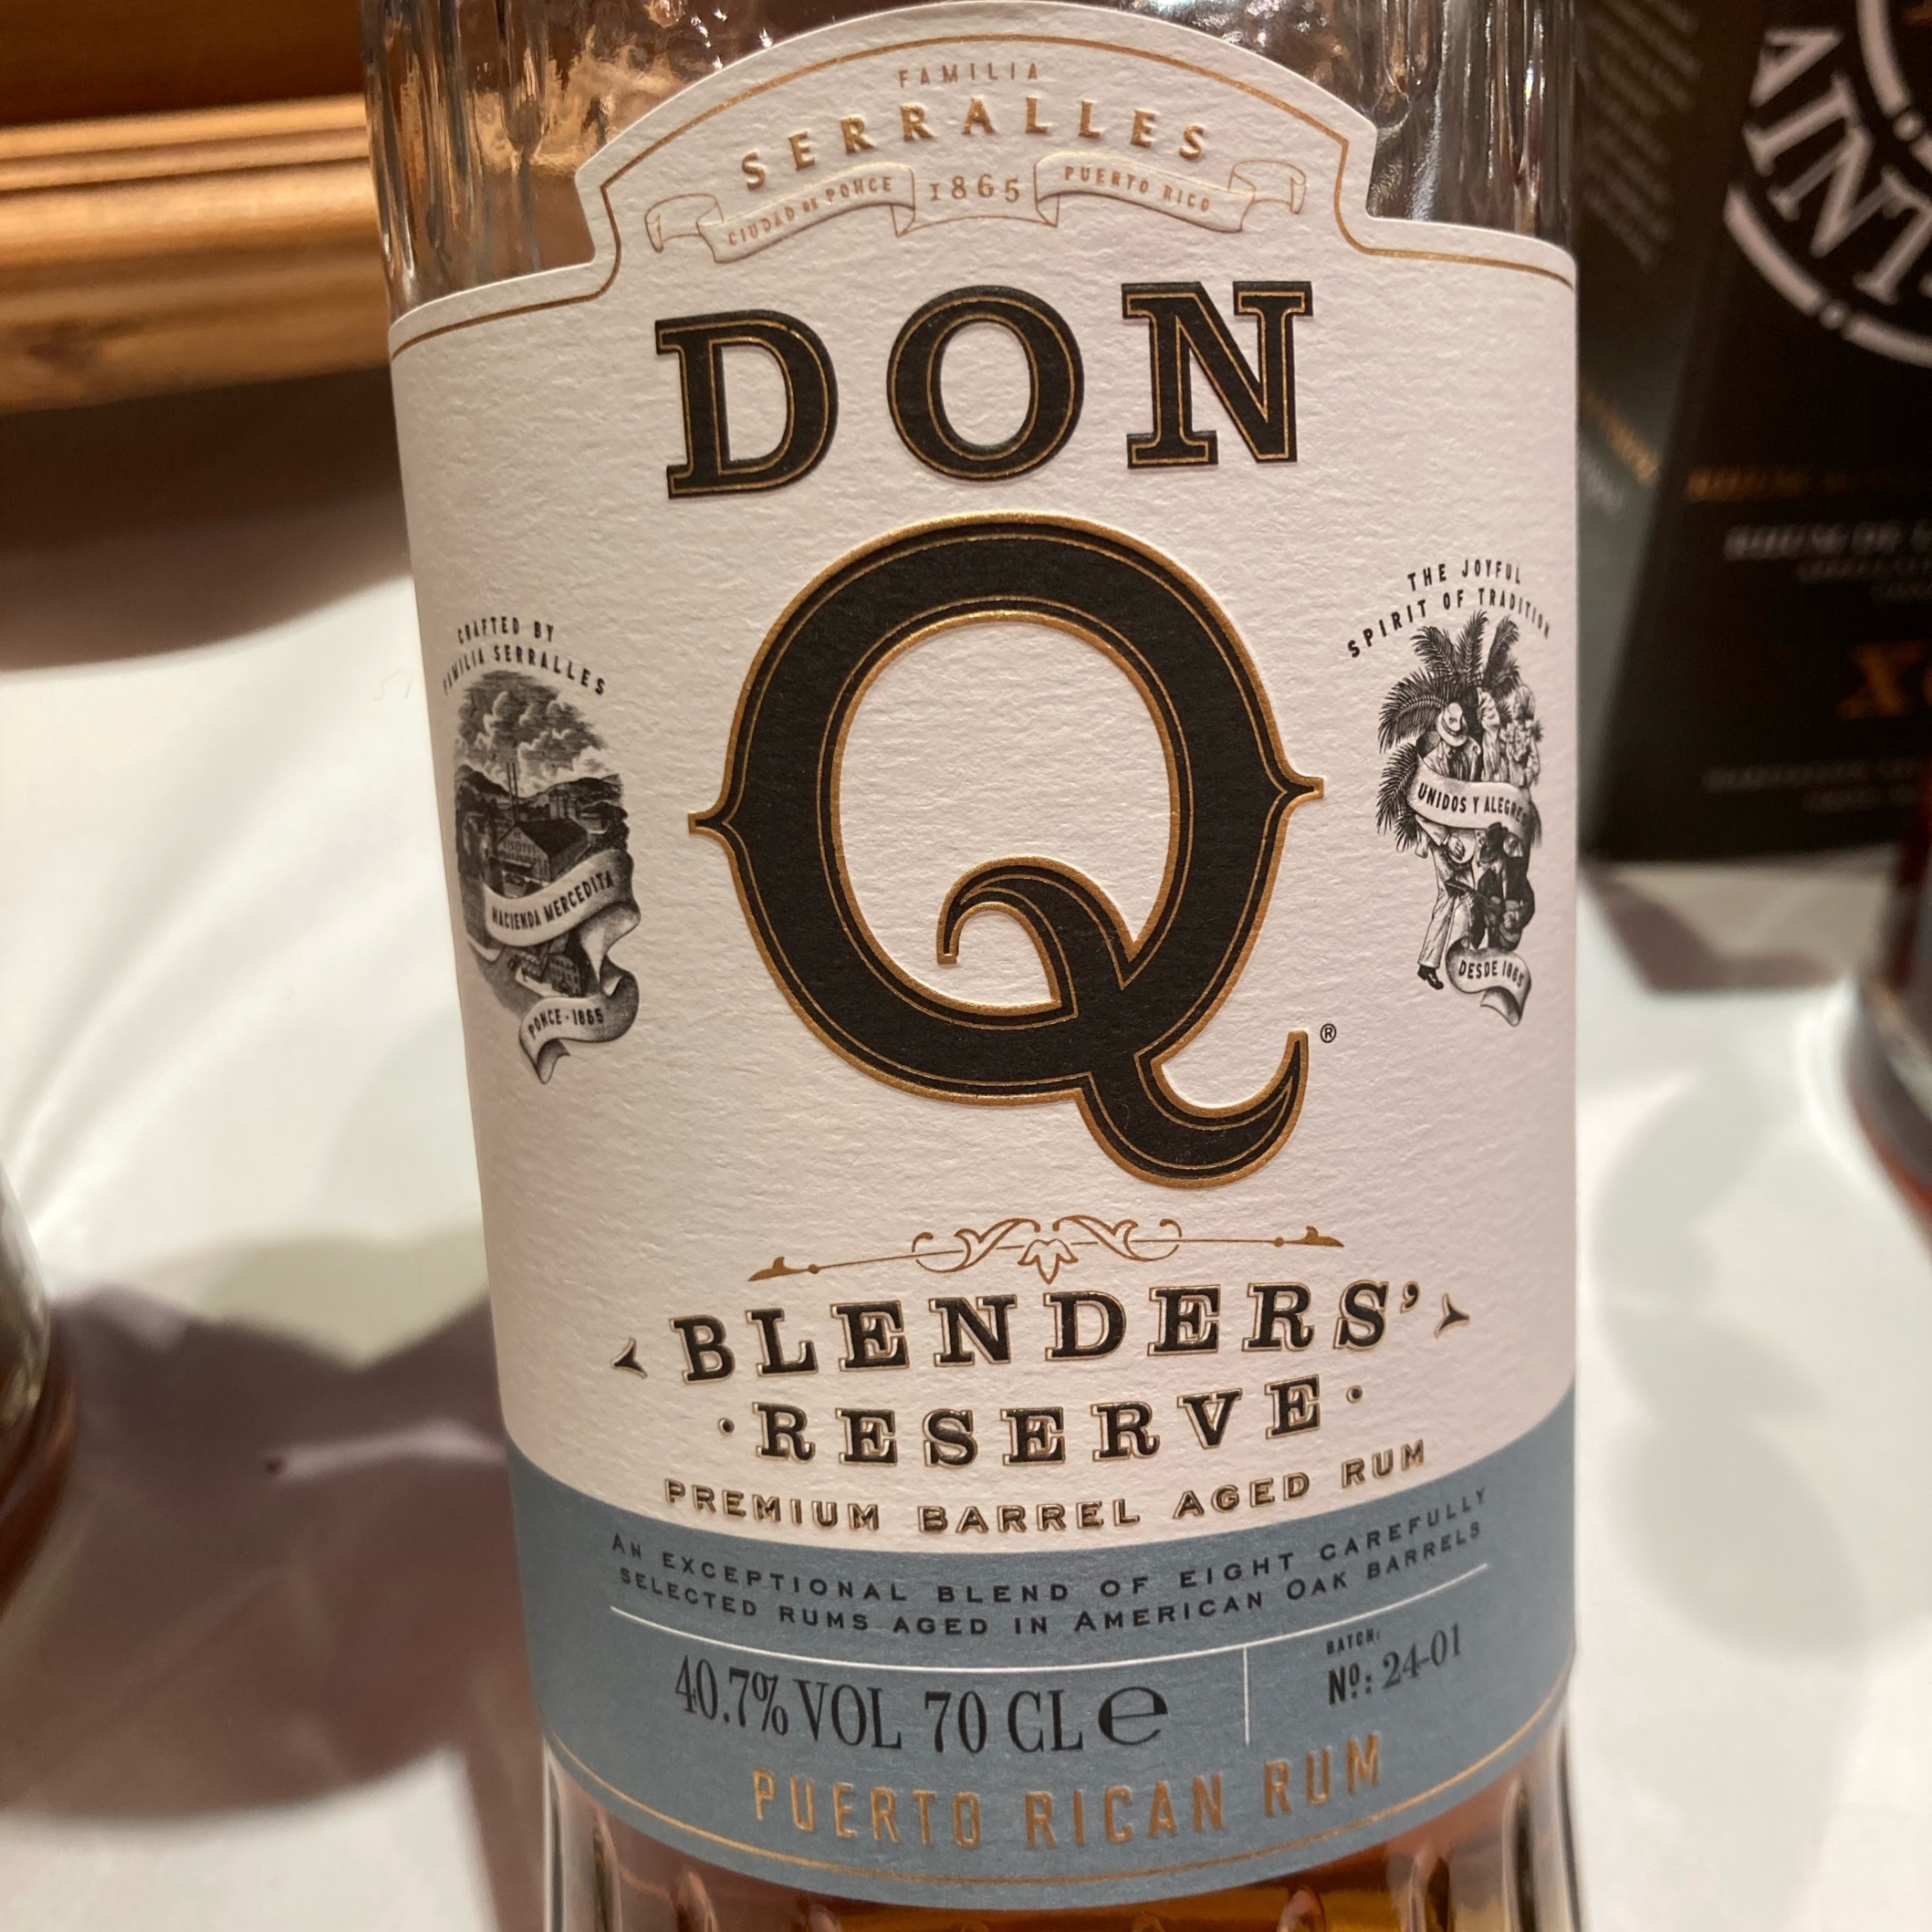 FAMILIA
SERRALLES
CIUDAD DE PONCE 1865 PUERTO RICO
DON
Q
®
CRAFTED BY
FAMILIA SERRALLES
HACIENDA MERCEDITA
PONCE · 1865
THE JOYFUL
SPIRIT OF TRADITION
UNIDOS Y ALEGRES
DESDE 1865
BLENDERS’
· RESERVE ·
PREMIUM BARREL AGED RUM
AN EXCEPTIONAL BLEND OF EIGHT CAREFULLY
SELECTED RUMS AGED IN AMERICAN OAK BARRELS
40.7% VOL 70 CL ℮
BATCH:
Nº: 24-01
PUERTO RICAN RUM